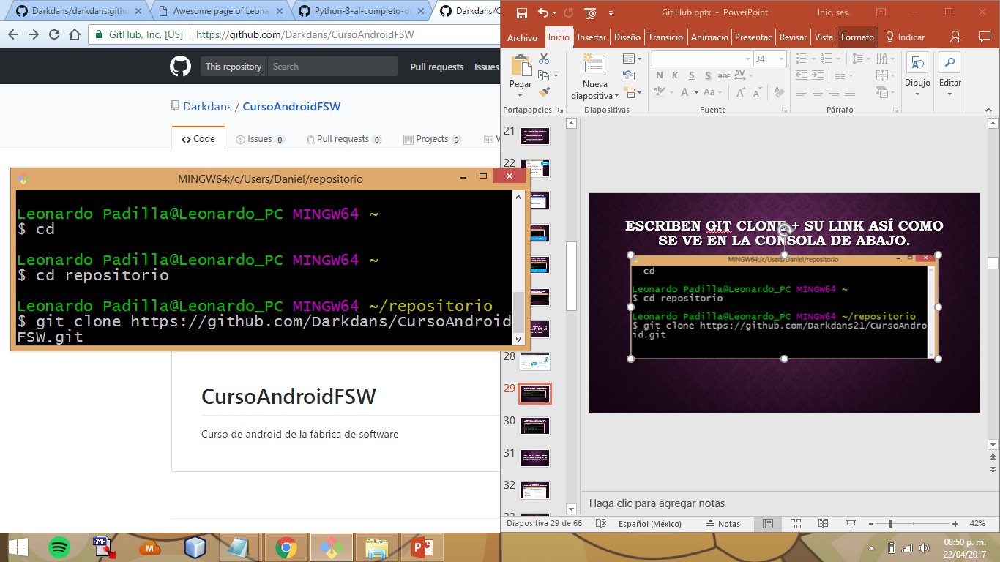 Darkdans/darkdans.githu
Awesome page of Leona
Python-3-al-completo-d
Darkdans/C
GitHub, Inc. [US]
https://github.com/Darkdans/CursoAndroidFSW
This repository
Search
Pull requests
Issues
Darkdans / CursoAndroidFSW
Code
Issues 0
Pull requests 0
Projects 0
MINGW64:/c/Users/Daniel/repositorio
Leonardo Padilla@Leonardo_PC MINGW64 ~
$ cd
Leonardo Padilla@Leonardo_PC MINGW64 ~
$ cd repositorio
Leonardo Padilla@Leonardo_PC MINGW64 ~/repositorio
$ git clone https://github.com/Darkdans/CursoAndroid
FSW.git
CursoAndroidFSW
Curso de android de la fabrica de software
Git Hub.pptx - PowerPoint
Inic. ses.
Archivo
Inicio
Insertar
Diseño
Transicion
Animacio
Presentac
Revisar
Vista
Formato
Indicar
Pegar
Nueva
diapositiva
34
N K S S abc AV
A Aa A A
Dibujo
Editar
Portapapeles
Diapositivas
Fuente
Párrafo
21
22
28
29
30
31
32
ESCRIBEN GIT CLONE + SU LINK ASÍ COMO
SE VE EN LA CONSOLA DE ABAJO.
MINGW64:/c/Users/Daniel/repositorio
cd
Leonardo Padilla@Leonardo_PC MINGW64 ~
$ cd repositorio
Leonardo Padilla@Leonardo_PC MINGW64 ~/repositorio
$ git clone https://github.com/Darkdans21/CursoAndro
id.git
Haga clic para agregar notas
Diapositiva 29 de 66
Español (México)
Notas
42%
SMF
08:50 p. m.
22/04/2017